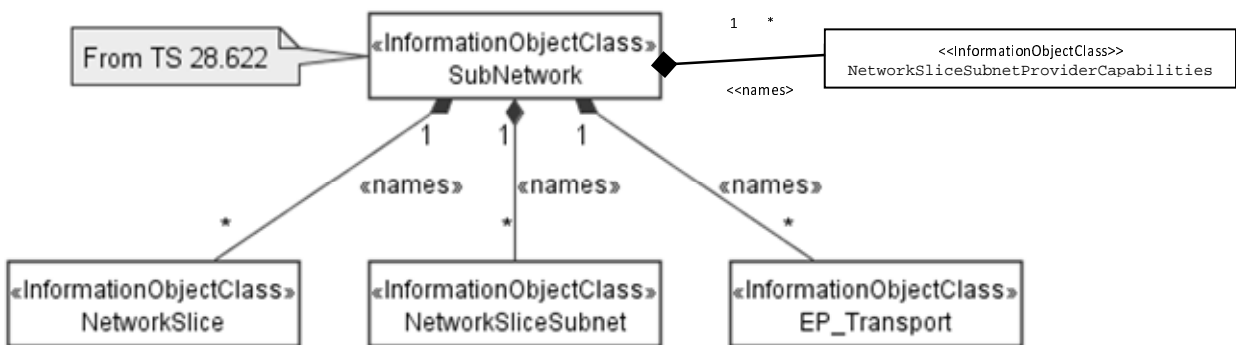 From TS 28.622
«InformationObjectClass»
SubNetwork
1 *
<<InformationObjectClass>>
NetworkSliceSubnetProviderCapabilities
<<names>
1 1 1
«names» «names» «names»
* * *
«InformationObjectClass»
NetworkSlice
«InformationObjectClass»
NetworkSliceSubnet
«InformationObjectClass»
EP_Transport